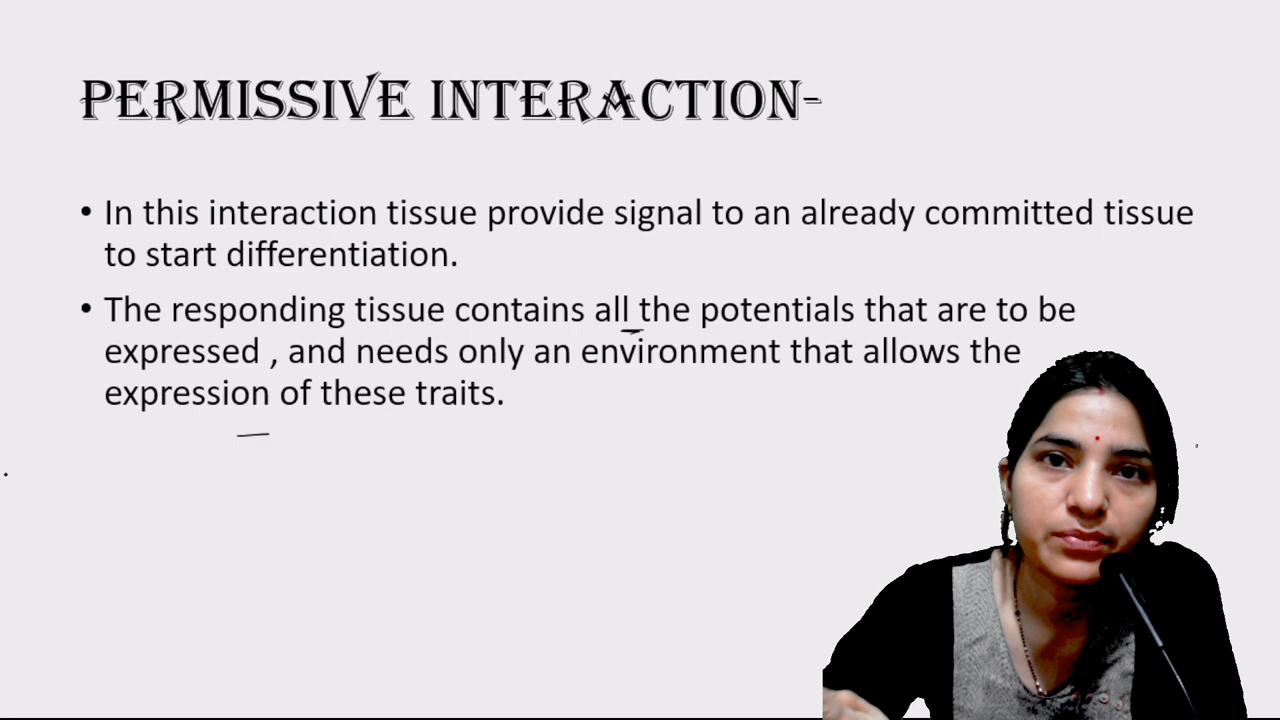 PERMISSIVE INTERACTION-
• In this interaction tissue provide signal to an already committed tissue
to start differentiation.
• The responding tissue contains all the potentials that are to be
expressed , and needs only an environment that allows the
expression of these traits.